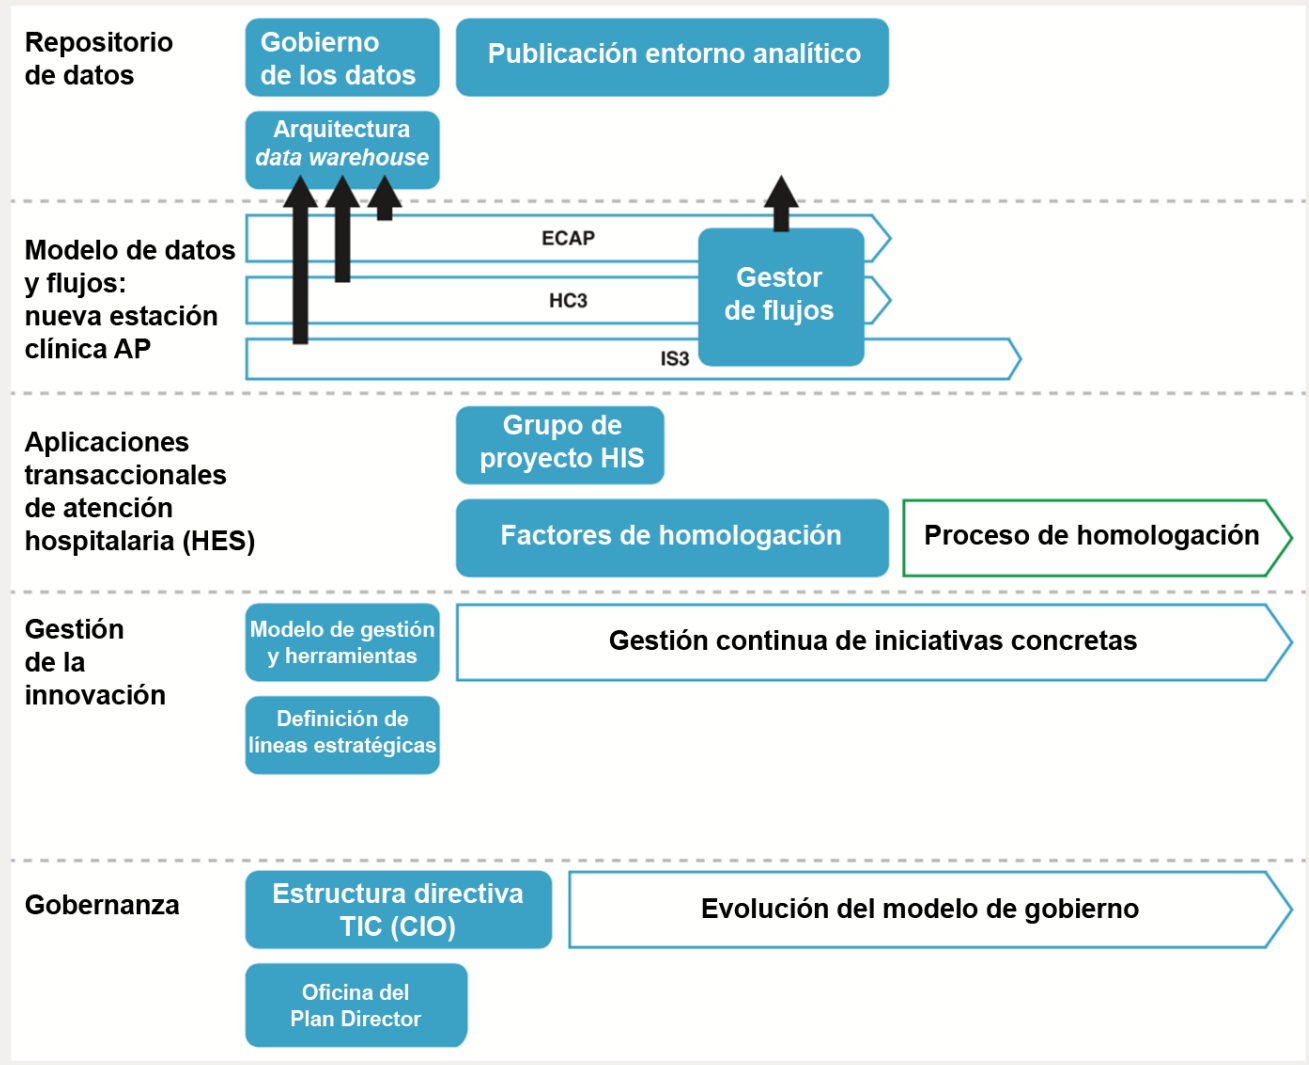 Repositorio
de datos
Gobierno
de los datos
Publicación entorno analítico
Arquitectura
data warehouse
Modelo de datos
y flujos:
nueva estación
clínica AP
ECAP
HC3
IS3
Gestor
de flujos
Aplicaciones
transaccionales
de atención
hospitalaria (HES)
Grupo de
proyecto HIS
Factores de homologación
Proceso de homologación
Gestión
de la
innovación
Modelo de gestión
y herramientas
Gestión continua de iniciativas concretas
Definición de
líneas estratégicas
Gobernanza
Estructura directiva
TIC (CIO)
Evolución del modelo de gobierno
Oficina del
Plan Director